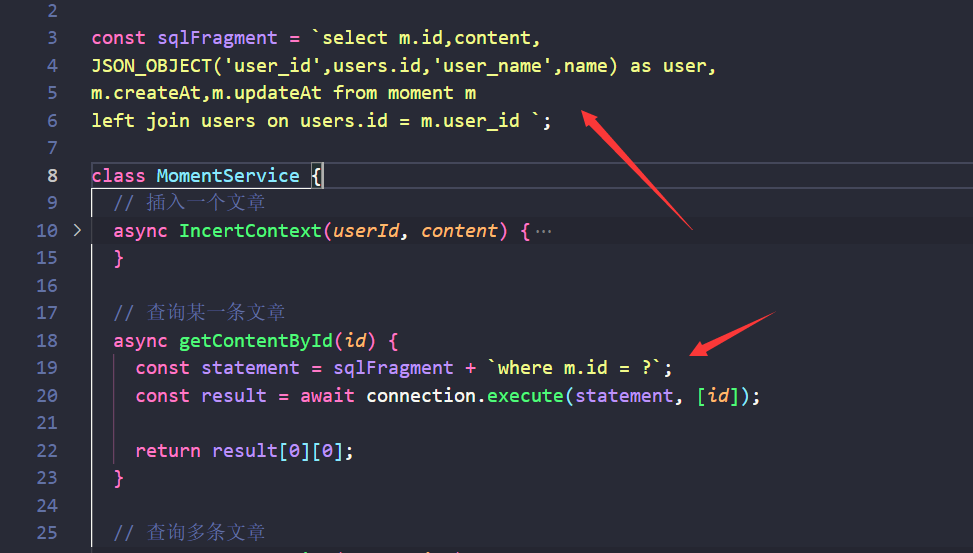 2
3 const sqlFragment = `select m.id,content,
4 JSON_OBJECT('user_id',users.id,'user_name',name) as user,
5 m.createAt,m.updateAt from moment m
6 left join users on users.id = m.user_id `;
7
8 class MomentService {
9 // 插入一个文章
10 > async IncertContext(userId, content) { ···
15 }
16
17 // 查询某一条文章
18 async getContentById(id) {
19 const statement = sqlFragment + `where m.id = ?`;
20 const result = await connection.execute(statement, [id]);
21
22 return result[0][0];
23 }
24
25 // 查询多条文章